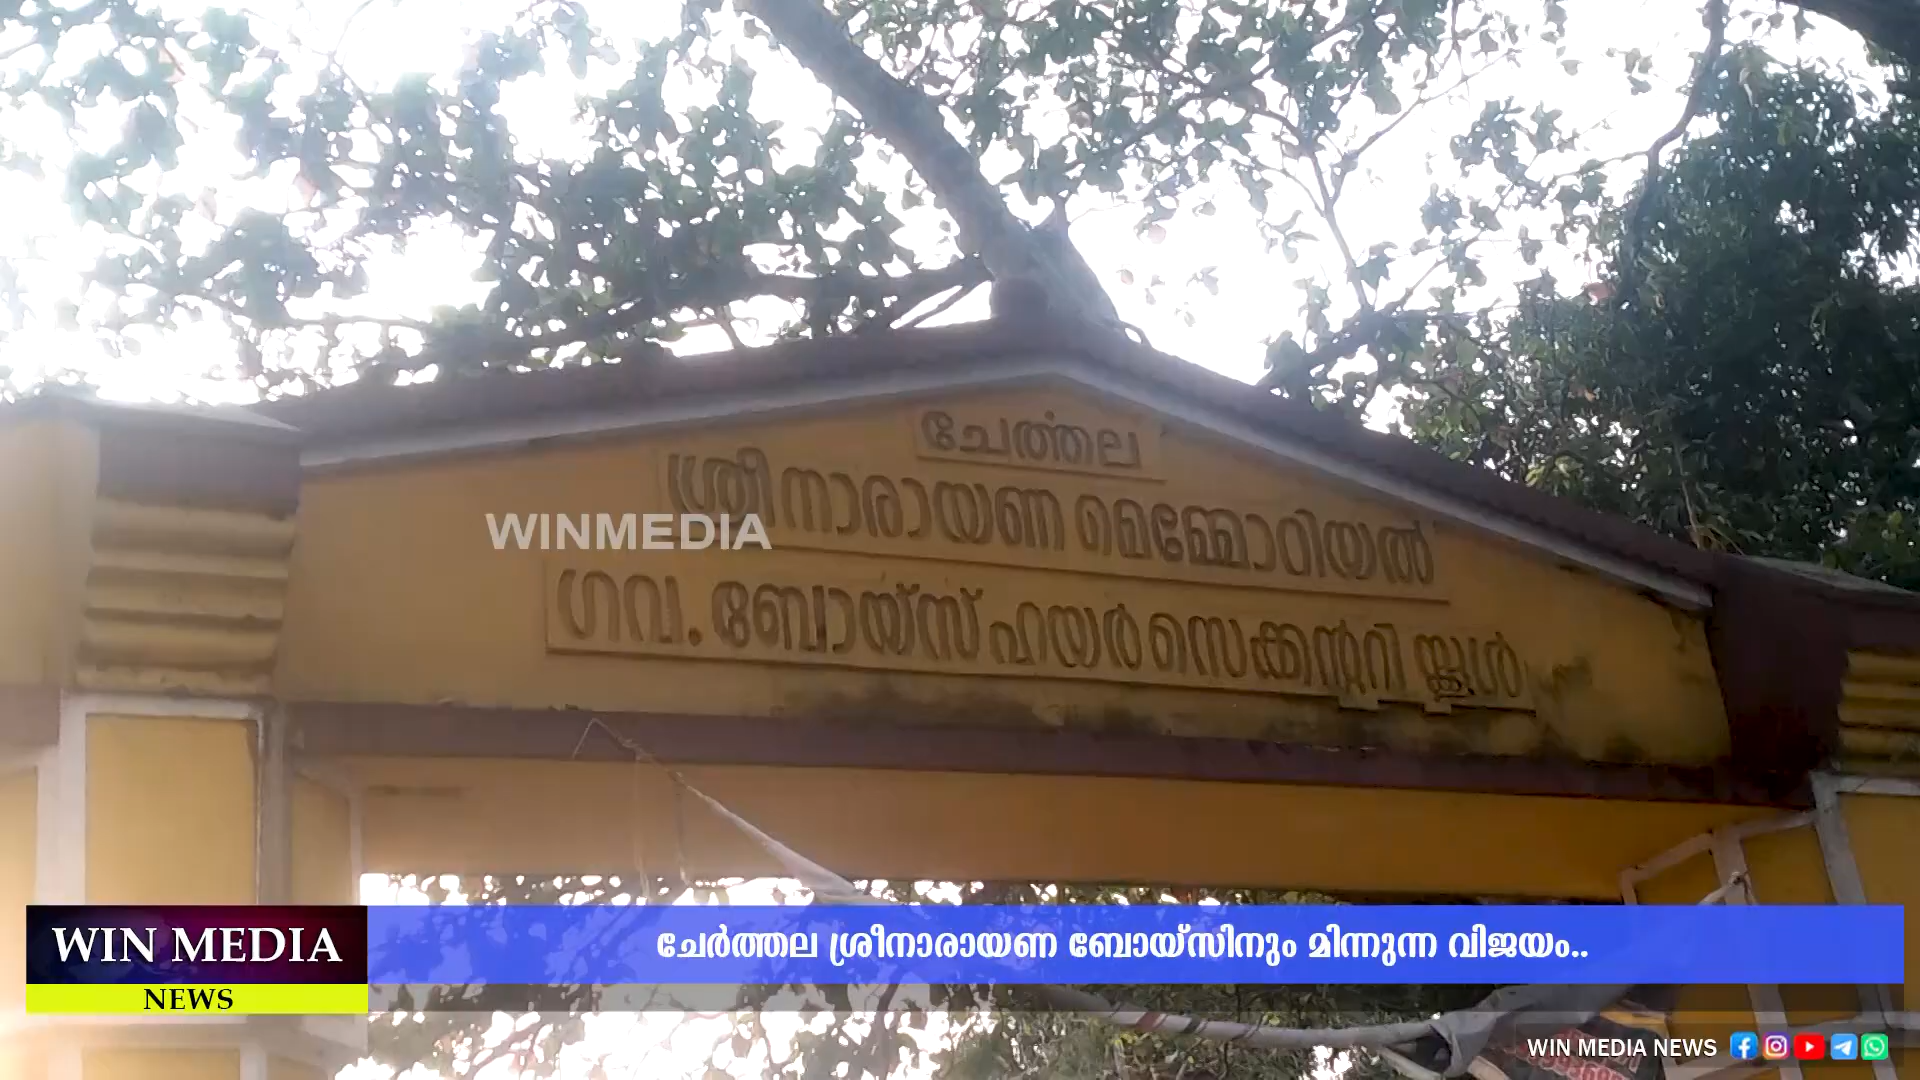 ചേർത്തല
ശ്രീനാരായണ മെമ്മോറിയൽ
WINMEDIA
ഗവ. ബോയ്സ് ഹയർ സെക്കന്ററി സ്കൂൾ
WIN MEDIA
NEWS
ചേർത്തല ശ്രീനാരായണ ബോയ്സിനും മിന്നുന്ന വിജയം..
WIN MEDIA NEWS